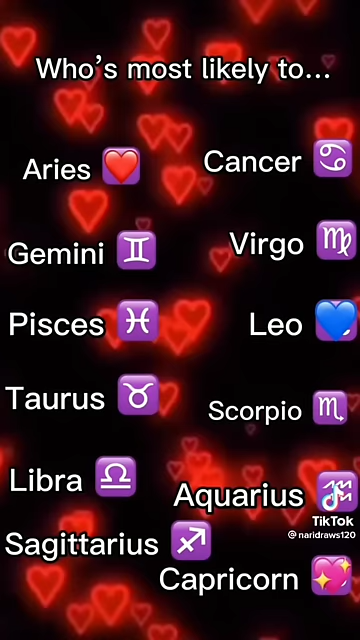 Who's most likely to...
Aries ❤️
Cancer ♋
Gemini ♊
Virgo ♍
Pisces ♓
Leo 💙
Taurus ♉
Scorpio ♏
Libra ♎
Aquarius ♒
TikTok
@naridraws120
Sagittarius ♐
Capricorn 💖